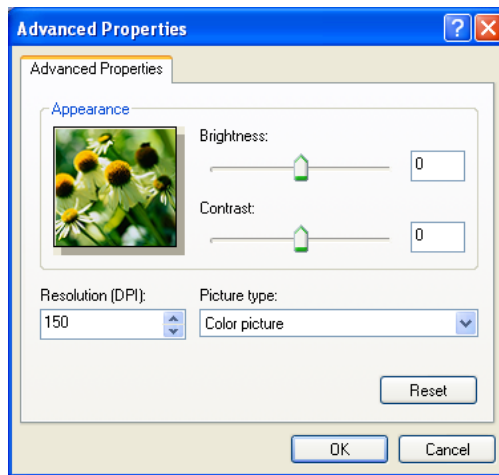 Advanced Properties
Advanced Properties
Appearance
Brightness:
0
Contrast:
0
Resolution (DPI):
Picture type:
150
Color picture
Reset
OK
Cancel